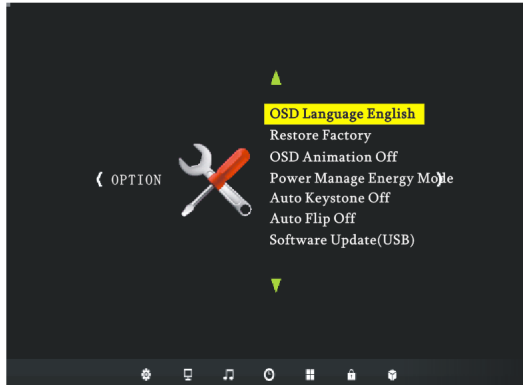 OSD Language English
Restore Factory
OSD Animation Off
OPTION
Power Manage Energy Mode
Auto Keystone Off
Auto Flip Off
Software Update(USB)